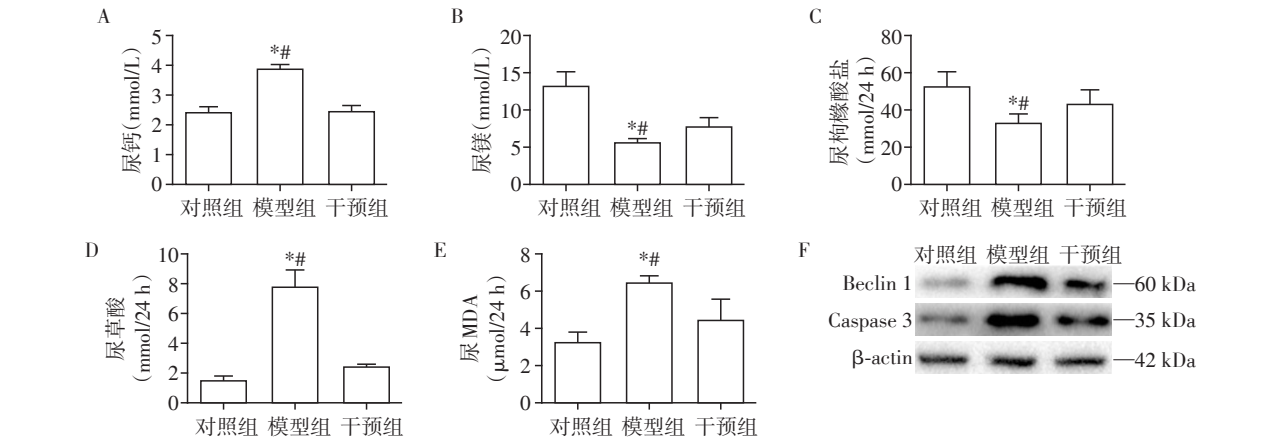 A
尿钙(mmol/L)
5
4
3
2
1
0
*#
对照组 模型组 干预组
B
尿镁(mmol/L)
20
15
10
5
0
*#
对照组 模型组 干预组
C
尿枸橼酸盐
(mmol/24 h)
80
60
40
20
0
*#
对照组 模型组 干预组
D
尿草酸
(mmol/24 h)
10
8
6
4
2
0
*#
对照组 模型组 干预组
E
尿MDA
(μmol/24 h)
8
6
4
2
0
*#
对照组 模型组 干预组
F
对照组 模型组 干预组
Beclin 1 60 kDa
Caspase 3 35 kDa
β-actin 42 kDa